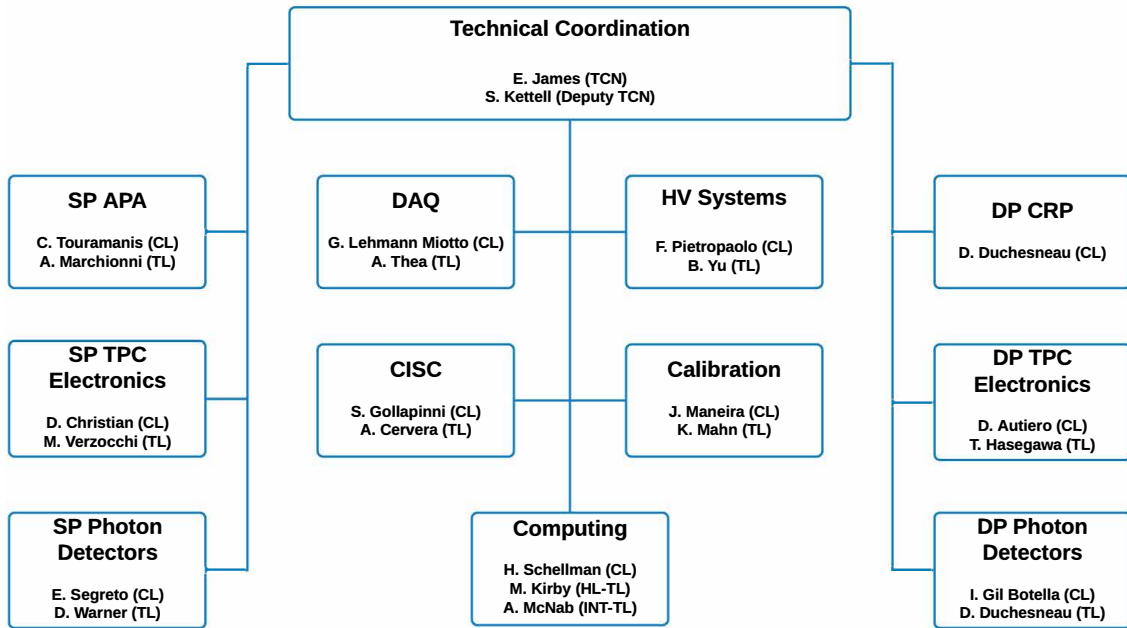 Technical Coordination
E. James (TCN)
S. Kettell (Deputy TCN)
SP APA
C. Touramanis (CL)
A. Marchionni (TL)
DAQ
G. Lehmann Miotto (CL)
A. Thea (TL)
HV Systems
F. Pietropaolo (CL)
B. Yu (TL)
DP CRP
D. Duchesneau (CL)
SP TPC
Electronics
D. Christian (CL)
M. Verzocchi (TL)
CISC
S. Gollapinni (CL)
A. Cervera (TL)
Calibration
J. Maneira (CL)
K. Mahn (TL)
DP TPC
Electronics
D. Autiero (CL)
T. Hasegawa (TL)
SP Photon
Detectors
E. Segreto (CL)
D. Warner (TL)
Computing
H. Schellman (CL)
M. Kirby (HL-TL)
A. McNab (INT-TL)
DP Photon
Detectors
I. Gil Botella (CL)
D. Duchesneau (TL)